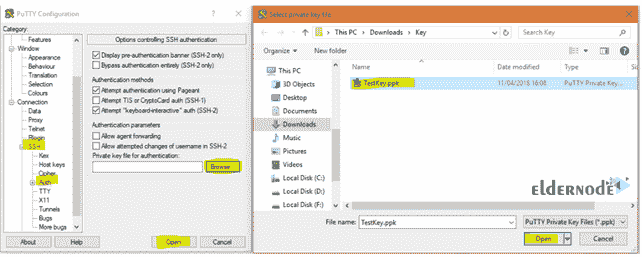 PuTTY Configuration
Category:
Features
Window
Appearance
Behaviour
Translation
Selection
Colours
Connection
Data
Proxy
Telnet
Rlogin
SSH
Kex
Host keys
Cipher
Auth
TTY
X11
Tunnels
Bugs
More bugs
About
Help
Options controlling SSH authentication
Display pre-authentication banner (SSH-2 only)
Bypass authentication entirely (SSH-2 only)
Authentication methods
Attempt authentication using Pageant
Attempt TIS or CryptoCard auth (SSH-1)
Attempt "keyboard-interactive" auth (SSH-2)
Authentication parameters
Allow agent forwarding
Allow attempted changes of username in SSH-2
Private key file for authentication:
Browse...
Open
Cancel
Select private key file
This PC
Downloads
Key
Search Key
Organize
New folder
This PC
3D Objects
Desktop
Documents
Downloads
Music
Pictures
Videos
Local Disk (C:)
Local Disk (D:)
Local Disk (F:)
Name
Date modified
Type
TestKey.ppk
11/04/2018 16:08
PuTTY Private Key...
eldernode
File name:
TestKey.ppk
PuTTY Private Key Files (*.ppk)
Open
Cancel